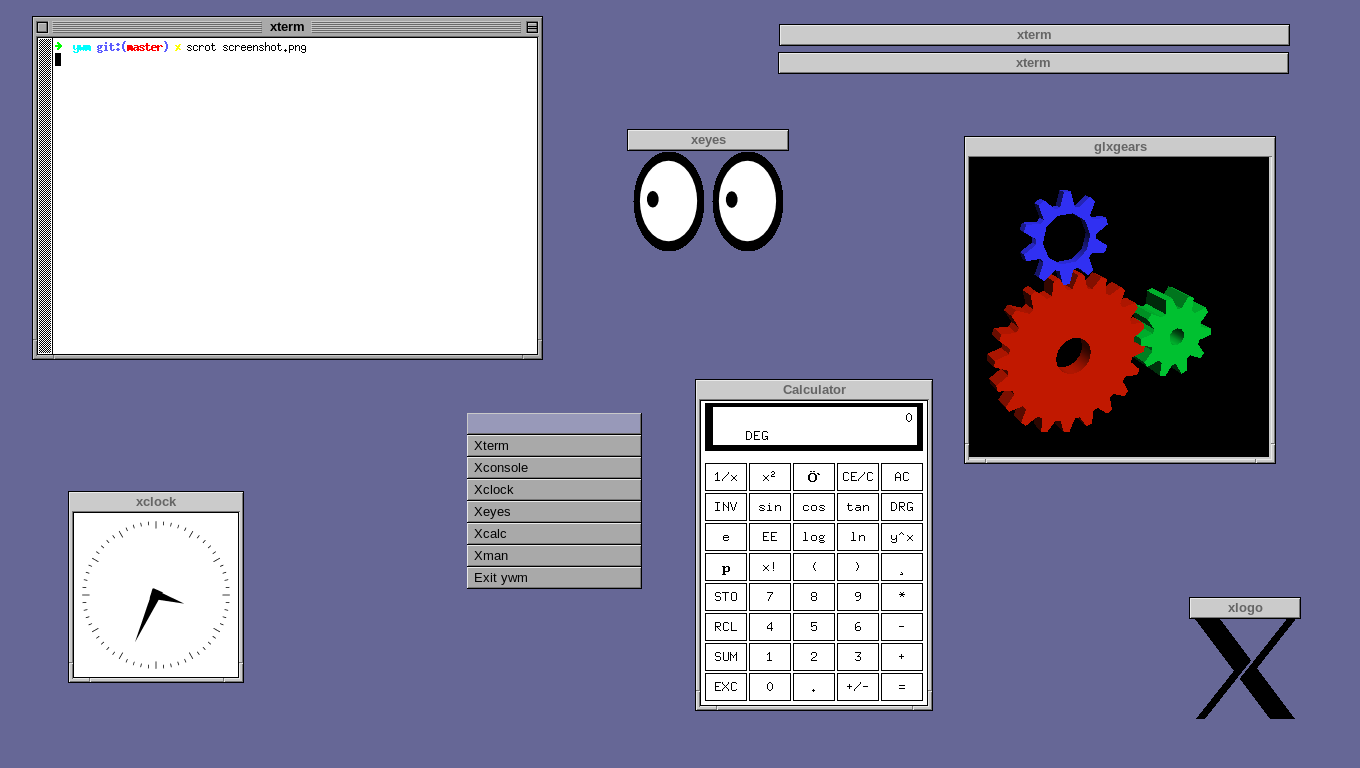 xterm
➜ ywm git:(master) ✗ scrot screenshot.png
xterm
xterm
xeyes
glxgears
Calculator
0
DEG
1/x x² Ö` CE/C AC
INV sin cos tan DRG
e EE log ln y^x
p x! ( ) ¸
STO 7 8 9 *
RCL 4 5 6 -
SUM 1 2 3 +
EXC 0 . +/- =
Xterm
Xconsole
Xclock
Xeyes
Xcalc
Xman
Exit ywm
xclock
xlogo